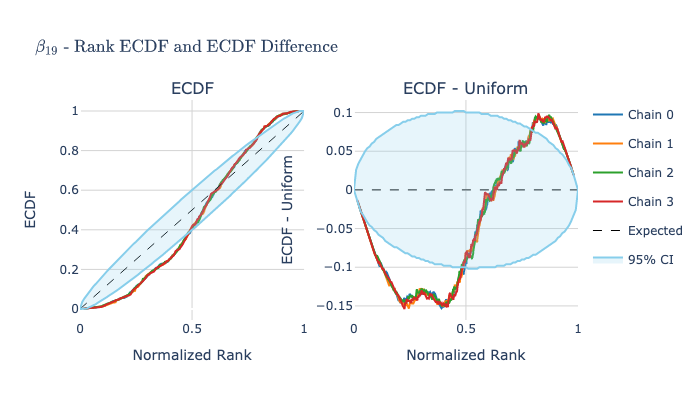 β₁₉ - Rank ECDF and ECDF Difference
ECDF
ECDF
1
0.8
0.6
0.4
0.2
0
0
0.5
1
Normalized Rank
ECDF - Uniform
ECDF - Uniform
0.1
0.05
0
−0.05
−0.1
−0.15
0
0.5
1
Normalized Rank
Chain 0
Chain 1
Chain 2
Chain 3
Expected
95% CI